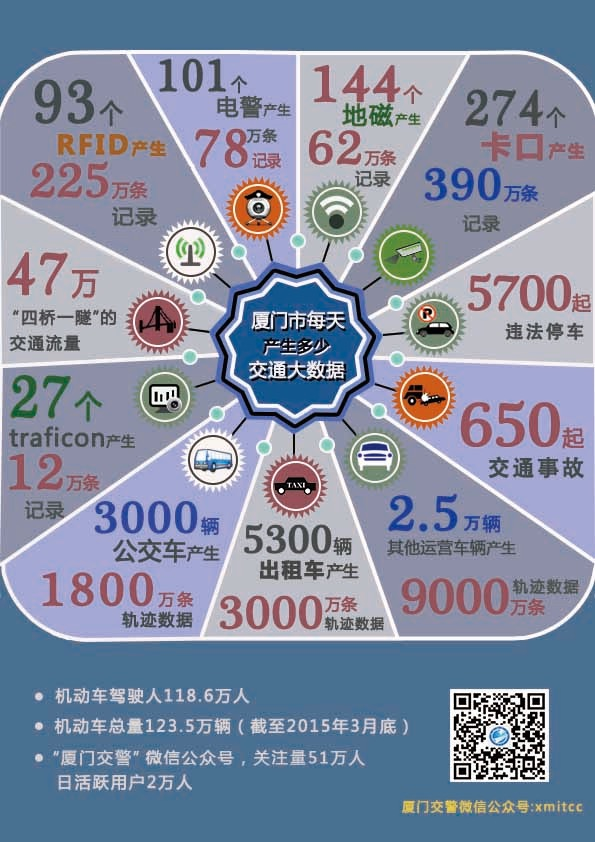 93个
RFID产生
225万条
记录
101个
电警产生
78万条
记录
144个
地磁产生
62万条
记录
274个
卡口产生
390万条
记录
47万
“四桥一隧”的
交通流量
厦门市每天
产生多少
交通大数据
5700起
违法停车
27个
traficon产生
12万条
记录
650起
交通事故
3000辆
公交车产生
1800万条
轨迹数据
TAXI
5300辆
出租车产生
3000万条
轨迹数据
2.5万辆
其他运营车辆产生
9000万条
轨迹数据
P
● 机动车驾驶人118.6万人
● 机动车总量123.5万辆（截至2015年3月底）
● “厦门交警”微信公众号，关注量51万人
日活跃用户2万人
厦门交警微信公众号:xmitcc